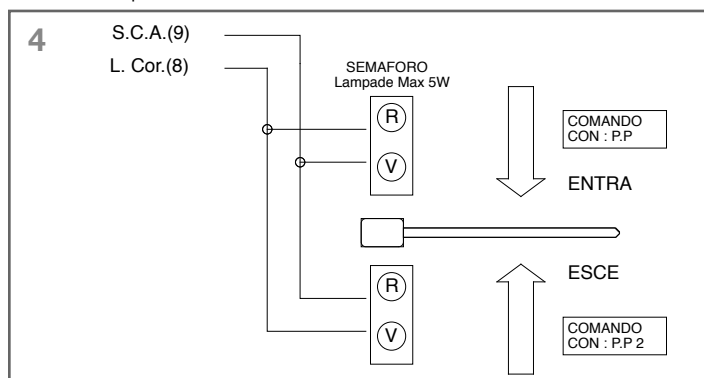 4
S.C.A.(9)
L. Cor.(8)
SEMAFORO
Lampade Max 5W
R
V
COMANDO
CON : P.P
ENTRA
R
V
ESCE
COMANDO
CON : P.P 2